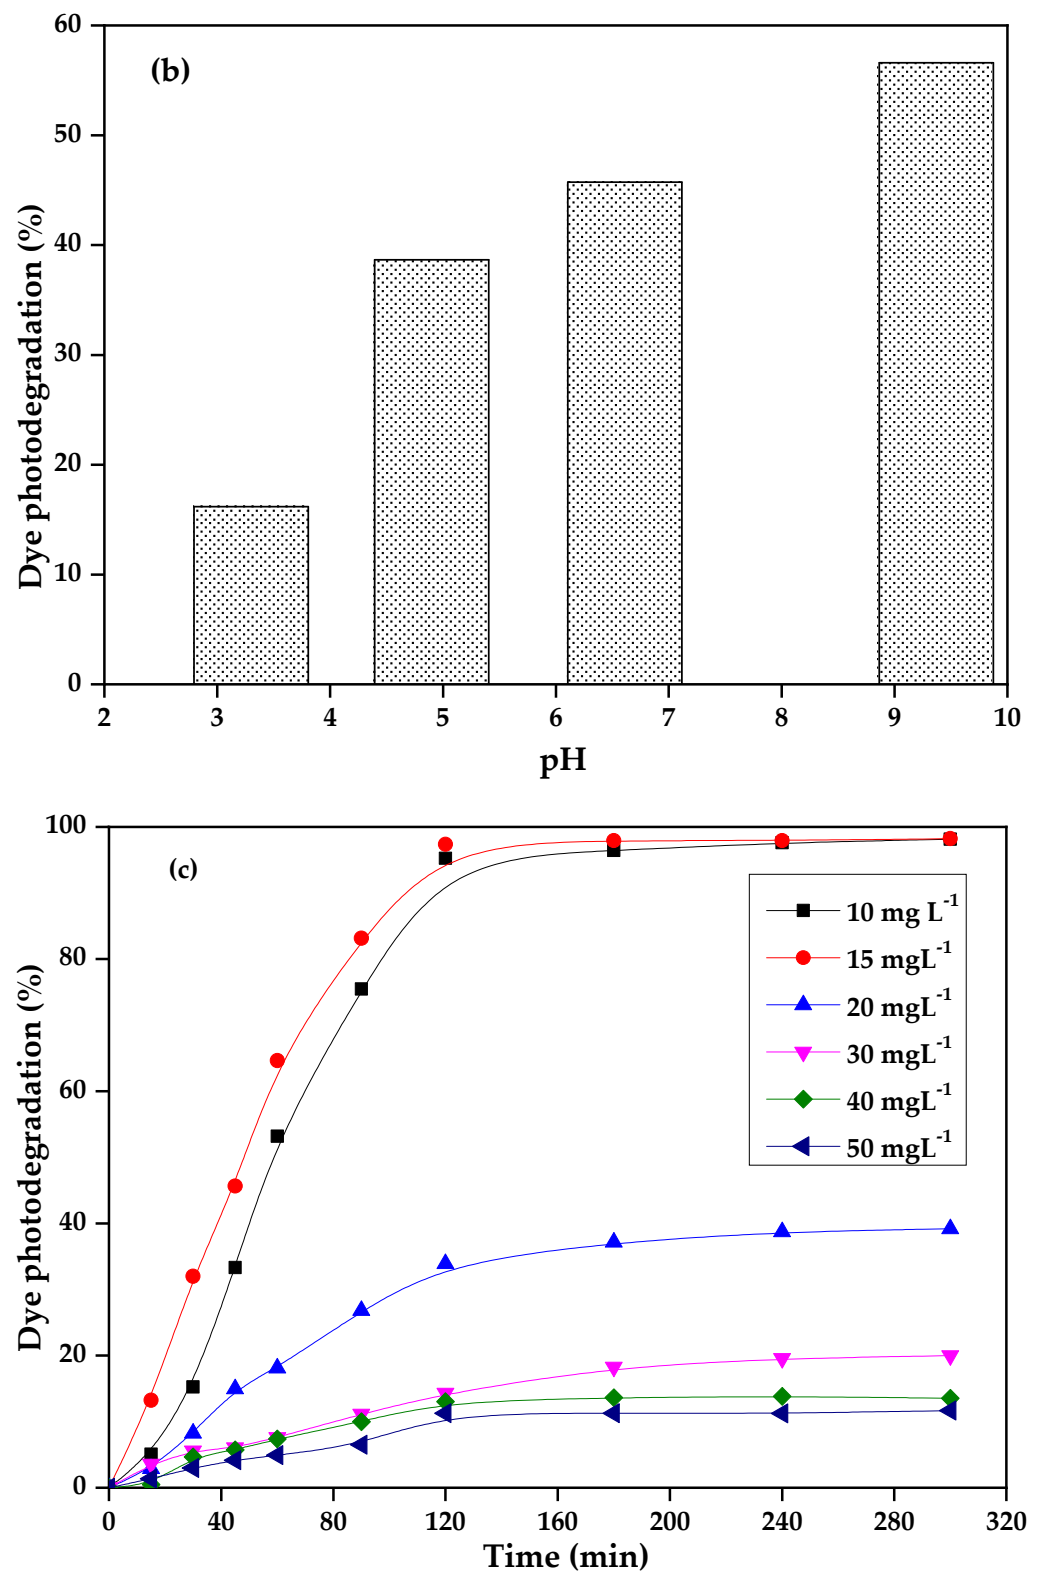 (b)
Dye photodegradation (%)
60
50
40
30
20
10
0
2 3 4 5 6 7 8 9 10
pH
(c)
Dye photodegradation (%)
100
80
60
40
20
0
10 mg L⁻¹
15 mgL⁻¹
20 mgL⁻¹
30 mgL⁻¹
40 mgL⁻¹
50 mgL⁻¹
0 40 80 120 160 200 240 280 320
Time (min)